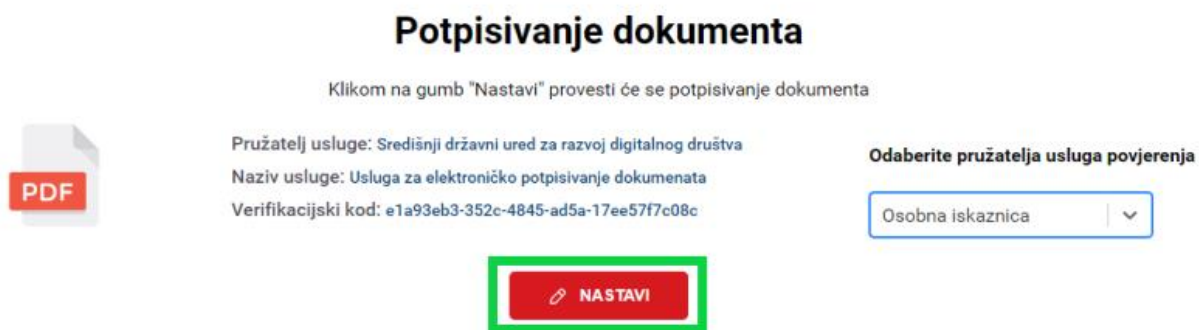 Potpisivanje dokumenta
Klikom na gumb "Nastavi" provesti će se potpisivanje dokumenta
PDF
Pružatelj usluge: Središnji državni ured za razvoj digitalnog društva
Naziv usluge: Usluga za elektroničko potpisivanje dokumenata
Verifikacijski kod: e1a93eb3-352c-4845-ad5a-17ee57f7c08c
Odaberite pružatelja usluga povjerenja
Osobna iskaznica
NASTAVI